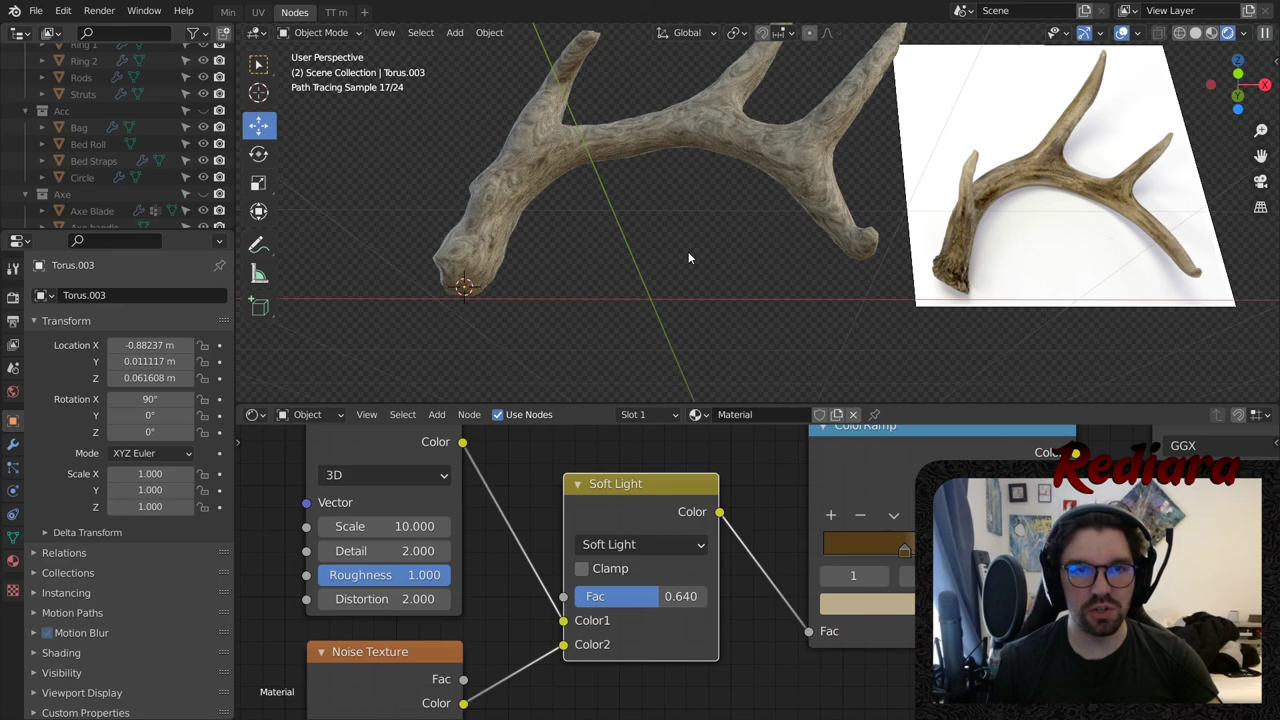 File Edit Render Window Help Min UV Nodes TT m + Scene View Layer
Object Mode View Select Add Object Global
Ring 1
Ring 2
Rods
Struts
Acc
Bag
Bed Roll
Bed Straps
Circle
Axe
Axe Blade
User Perspective
(2) Scene Collection | Torus.003
Path Tracing Sample 17/24
Z
X
Y
Torus.003
Torus.003
Transform
Location X -0.88237 m
Y 0.011117 m
Z 0.061608 m
Rotation X 90°
Y 0°
Z 0°
Mode XYZ Euler
Scale X 1.000
Y 1.000
Z 1.000
Delta Transform
Relations
Collections
Instancing
Motion Paths
Motion Blur
Shading
Visibility
Viewport Display
Custom Properties
Object View Select Add Node Use Nodes Slot 1 Material
Color
3D
Vector
Scale 10.000
Detail 2.000
Roughness 1.000
Distortion 2.000
Noise Texture
Fac
Color
Material
Soft Light
Color
Soft Light
Clamp
Fac 0.640
Color1
Color2
ColorRamp
Color
+ −
1
Fac
GGX
Rediara